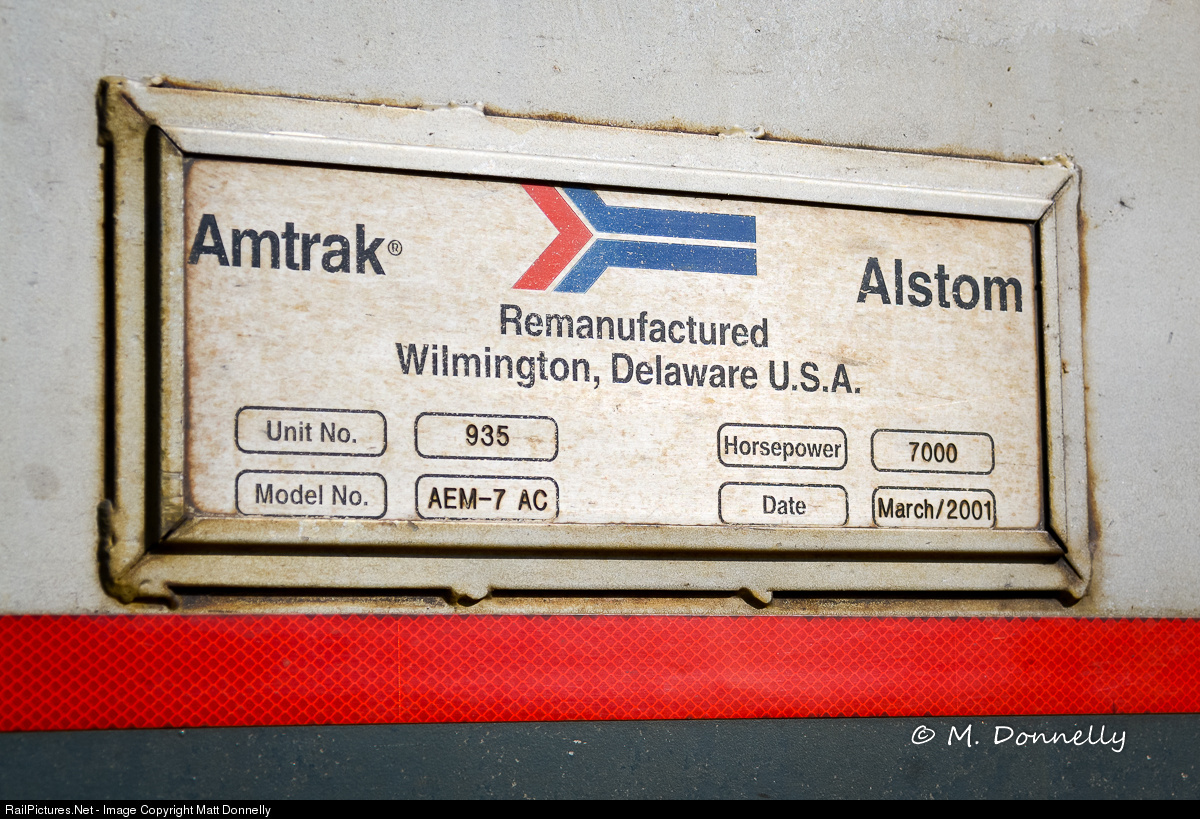 Amtrak®
Alstom
Remanufactured
Wilmington, Delaware U.S.A.
Unit No. 935 Horsepower 7000
Model No. AEM-7 AC Date March/2001
© M. Donnelly
RailPictures.Net - Image Copyright Matt Donnelly